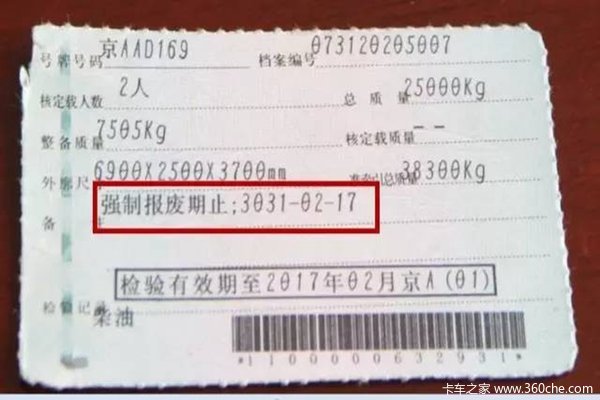 号牌号码 京AAD169 档案编号 073120205007
核定载人数 2人 总质量 25000Kg
整备质量 7505Kg 核定载质量 --
外廓尺寸 6900X2500X3700mm 准牵引总质量 38300Kg
备 强制报废期止;3031-02-17
检验有效期至2017年02月京A(01)
检验记录
柴油
*1100000632931*
卡车之家 www.360che.com